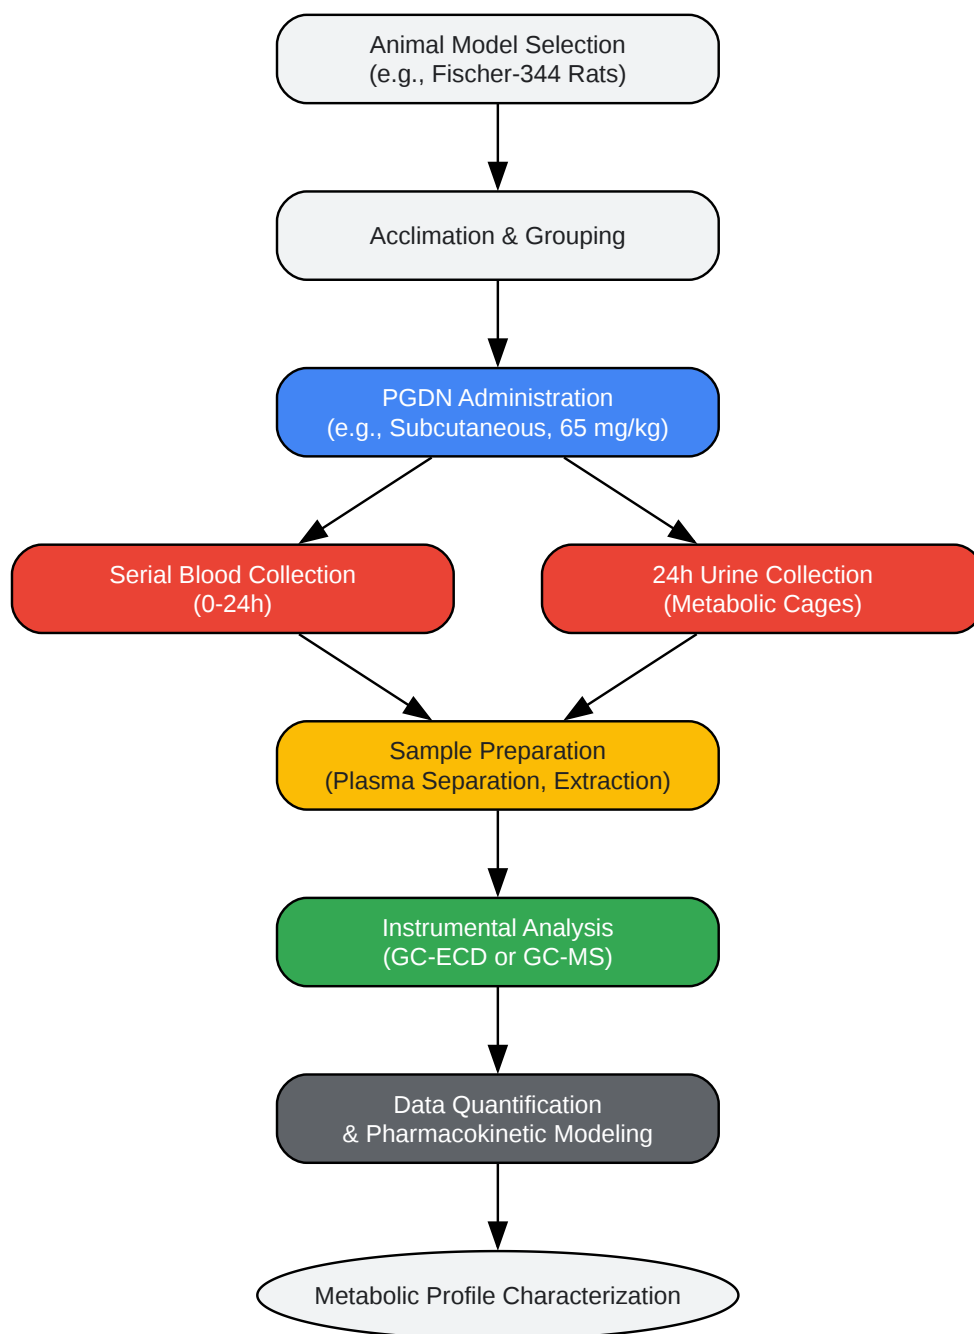 Animal Model Selection
(e.g., Fischer-344 Rats)
Acclimation & Grouping
PGDN Administration
(e.g., Subcutaneous, 65 mg/kg)
Serial Blood Collection
(0-24h)
24h Urine Collection
(Metabolic Cages)
Sample Preparation
(Plasma Separation, Extraction)
Instrumental Analysis
(GC-ECD or GC-MS)
Data Quantification
& Pharmacokinetic Modeling
Metabolic Profile Characterization